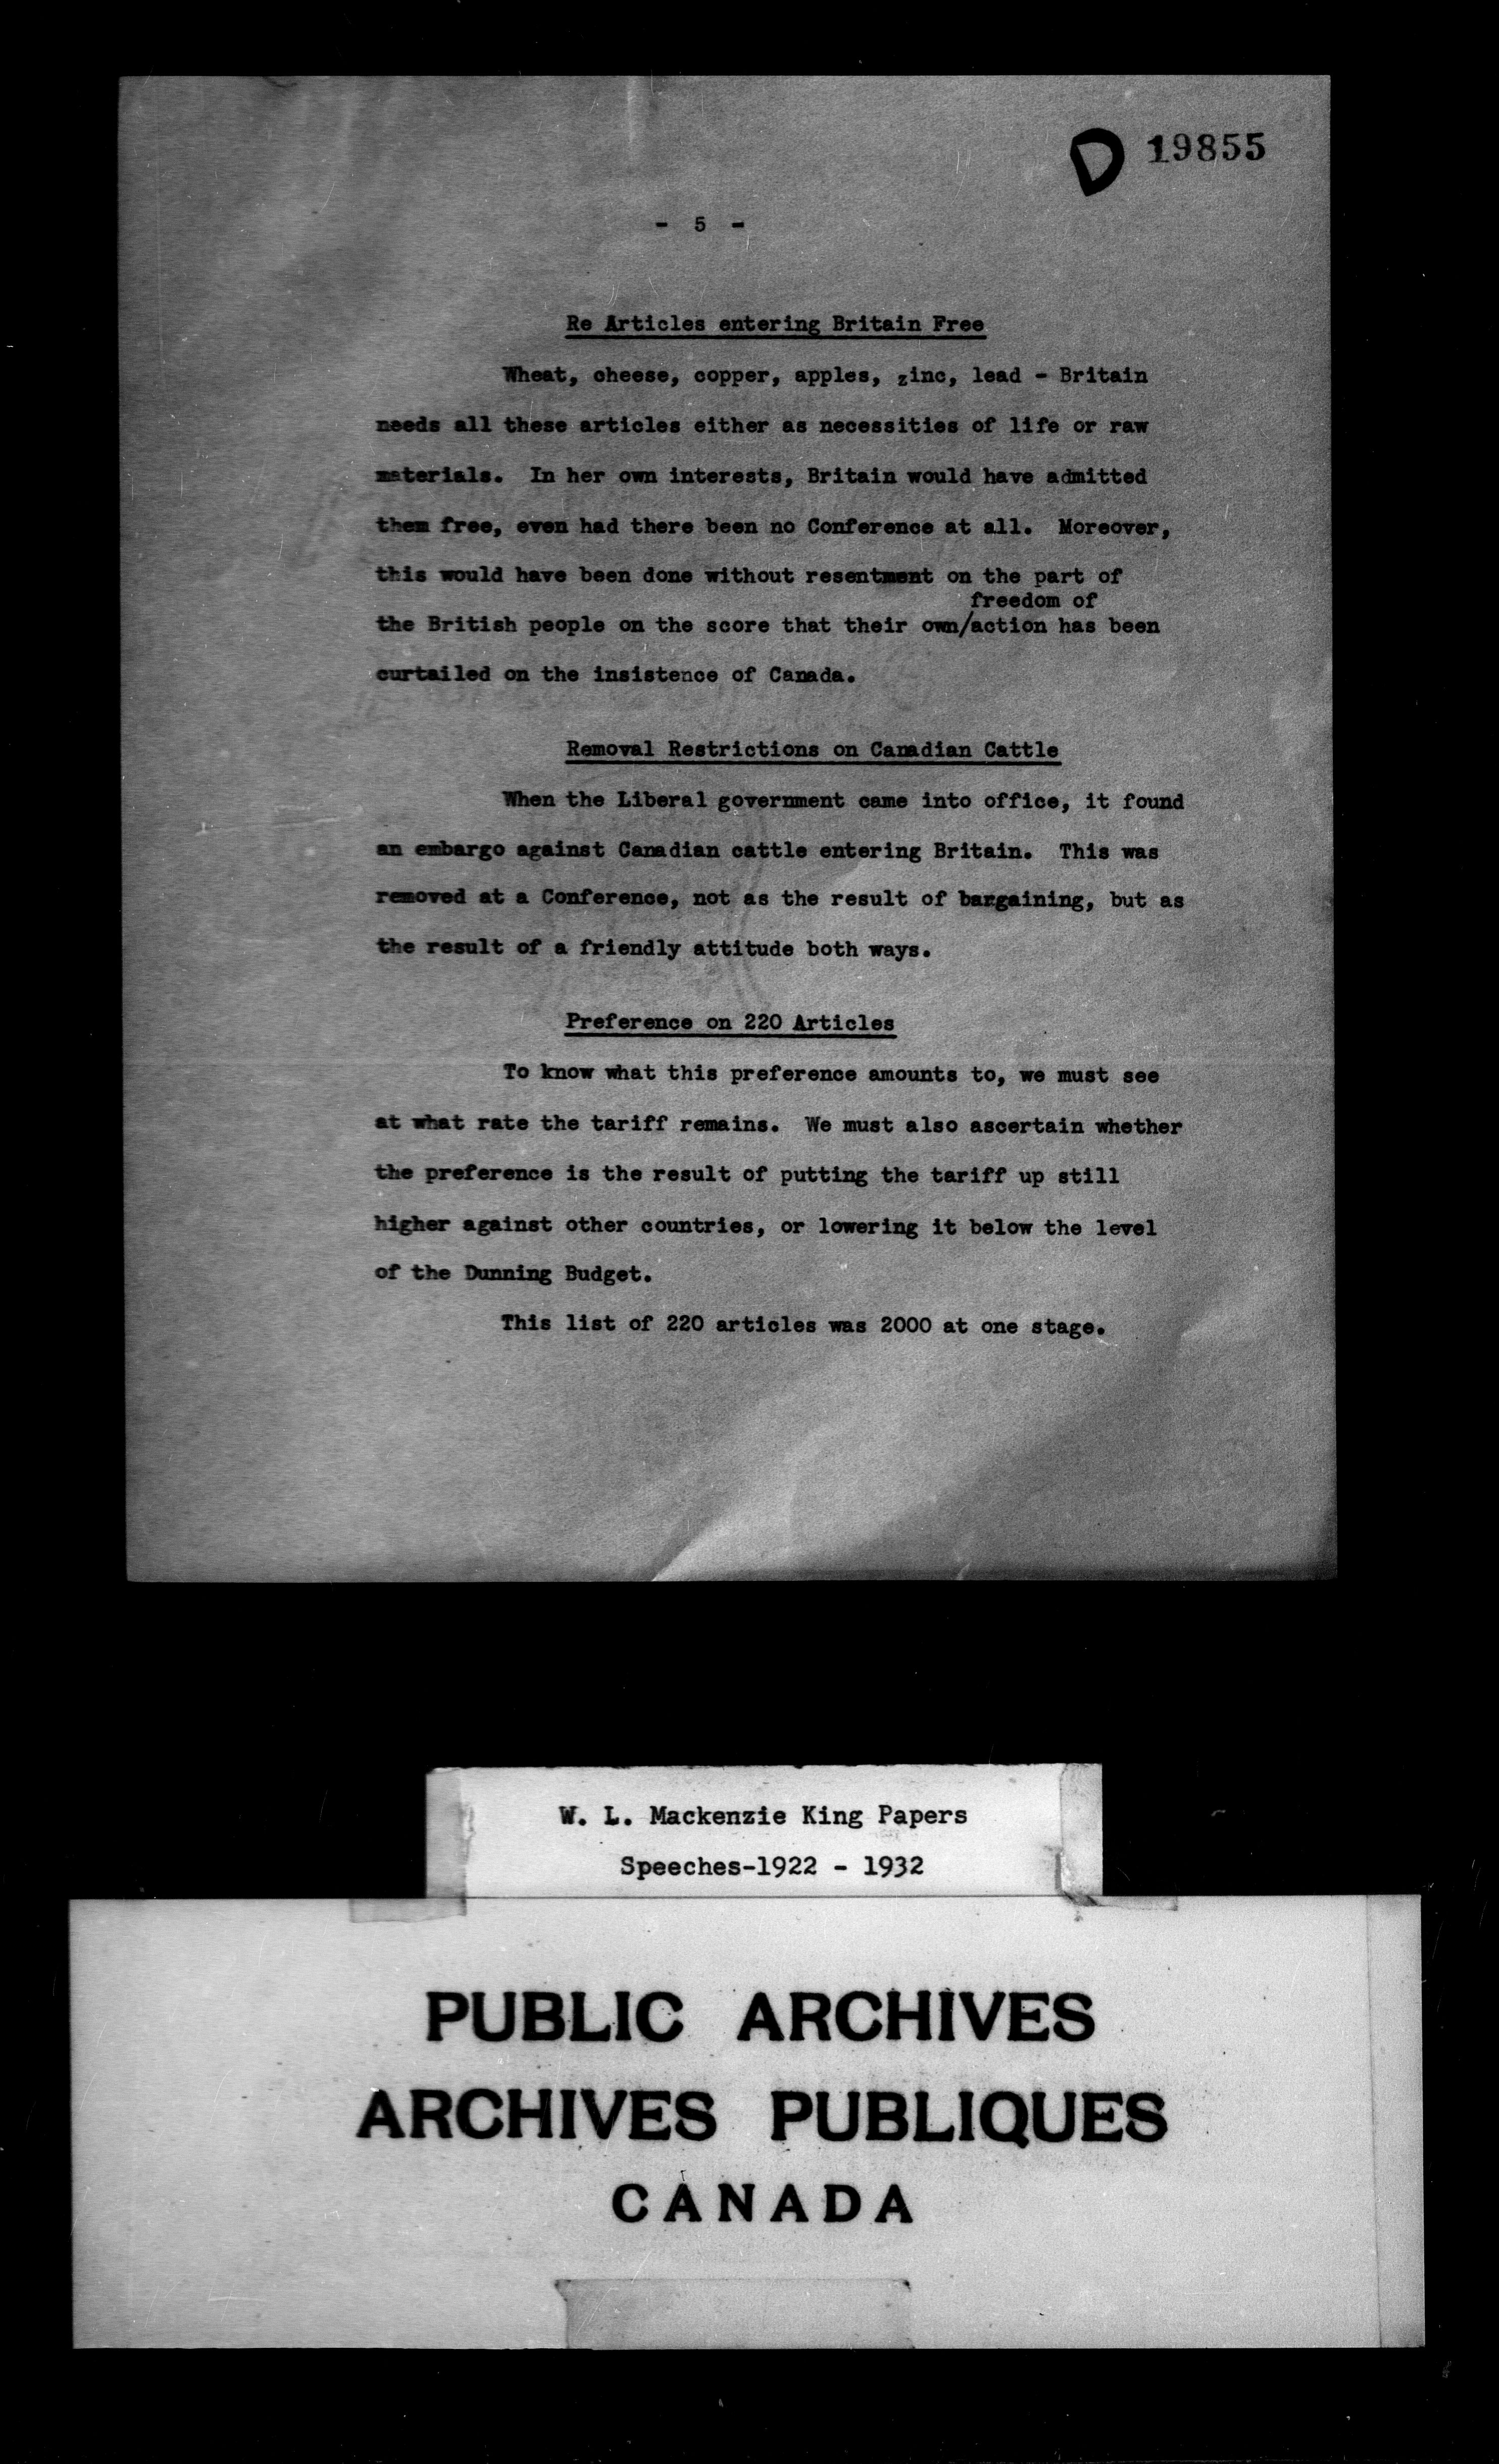 D 19855
- 5 -
Re Articles entering Britain Free
Wheat, cheese, copper, apples, zinc, lead - Britain
needs all these articles either as necessities of life or raw
materials. In her own interests, Britain would have admitted
them free, even had there been no Conference at all. Moreover,
this would have been done without resentment on the part of
freedom of
the British people on the score that their own/action has been
curtailed on the insistence of Canada.
Removal Restrictions on Canadian Cattle
When the Liberal government came into office, it found
an embargo against Canadian cattle entering Britain. This was
removed at a Conference, not as the result of bargaining, but as
the result of a friendly attitude both ways.
Preference on 220 Articles
To know what this preference amounts to, we must see
at what rate the tariff remains. We must also ascertain whether
the preference is the result of putting the tariff up still
higher against other countries, or lowering it below the level
of the Dunning Budget.
This list of 220 articles was 2000 at one stage.
W. L. Mackenzie King Papers
Speeches-1922 - 1932
PUBLIC ARCHIVES
ARCHIVES PUBLIQUES
CANADA